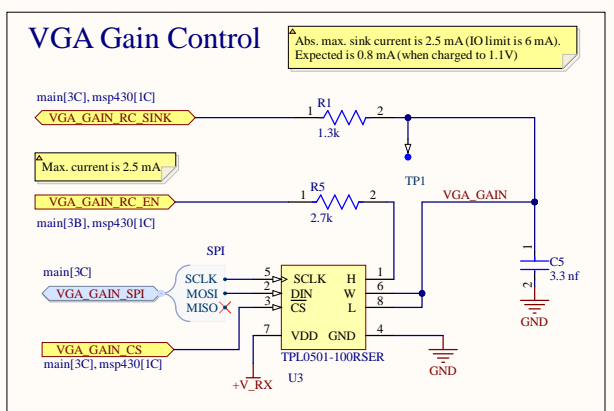 VGA Gain Control
Abs. max. sink current is 2.5 mA (IO limit is 6 mA).
Expected is 0.8 mA (when charged to 1.1V)
main[3C], msp430[1C]
VGA_GAIN_RC_SINK
1
R1
2
1.3k
Max. current is 2.5 mA
TP1
VGA_GAIN_RC_EN
1
R5
2
VGA_GAIN
2.7k
main[3B], msp430[1C]
SPI
main[3C]
VGA_GAIN_SPI
SCLK
MOSI
MISO
5
2
3
7
SCLK
DIN
CS
VDD
H
W
L
GND
1
6
8
4
1
C5
3.3 nf
2
GND
VGA_GAIN_CS
main[3C], msp430[1C]
TPL0501-100RSER
U3
+V_RX
GND